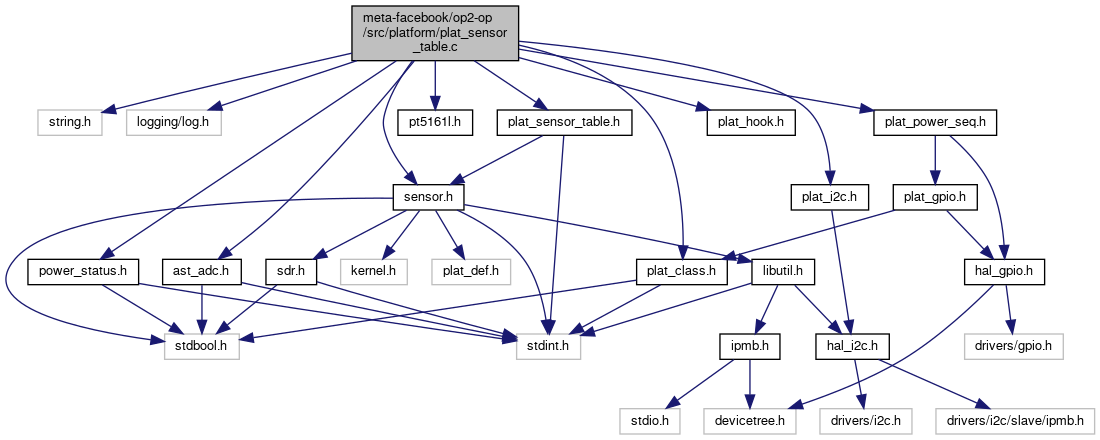 meta-facebook/op2-op
/src/platform/plat_sensor
_table.c
string.h
logging/log.h
pt5161l.h
plat_sensor_table.h
plat_hook.h
plat_power_seq.h
sensor.h
plat_i2c.h
plat_gpio.h
power_status.h
ast_adc.h
sdr.h
kernel.h
plat_def.h
plat_class.h
libutil.h
hal_gpio.h
stdbool.h
stdint.h
ipmb.h
hal_i2c.h
drivers/gpio.h
stdio.h
devicetree.h
drivers/i2c.h
drivers/i2c/slave/ipmb.h